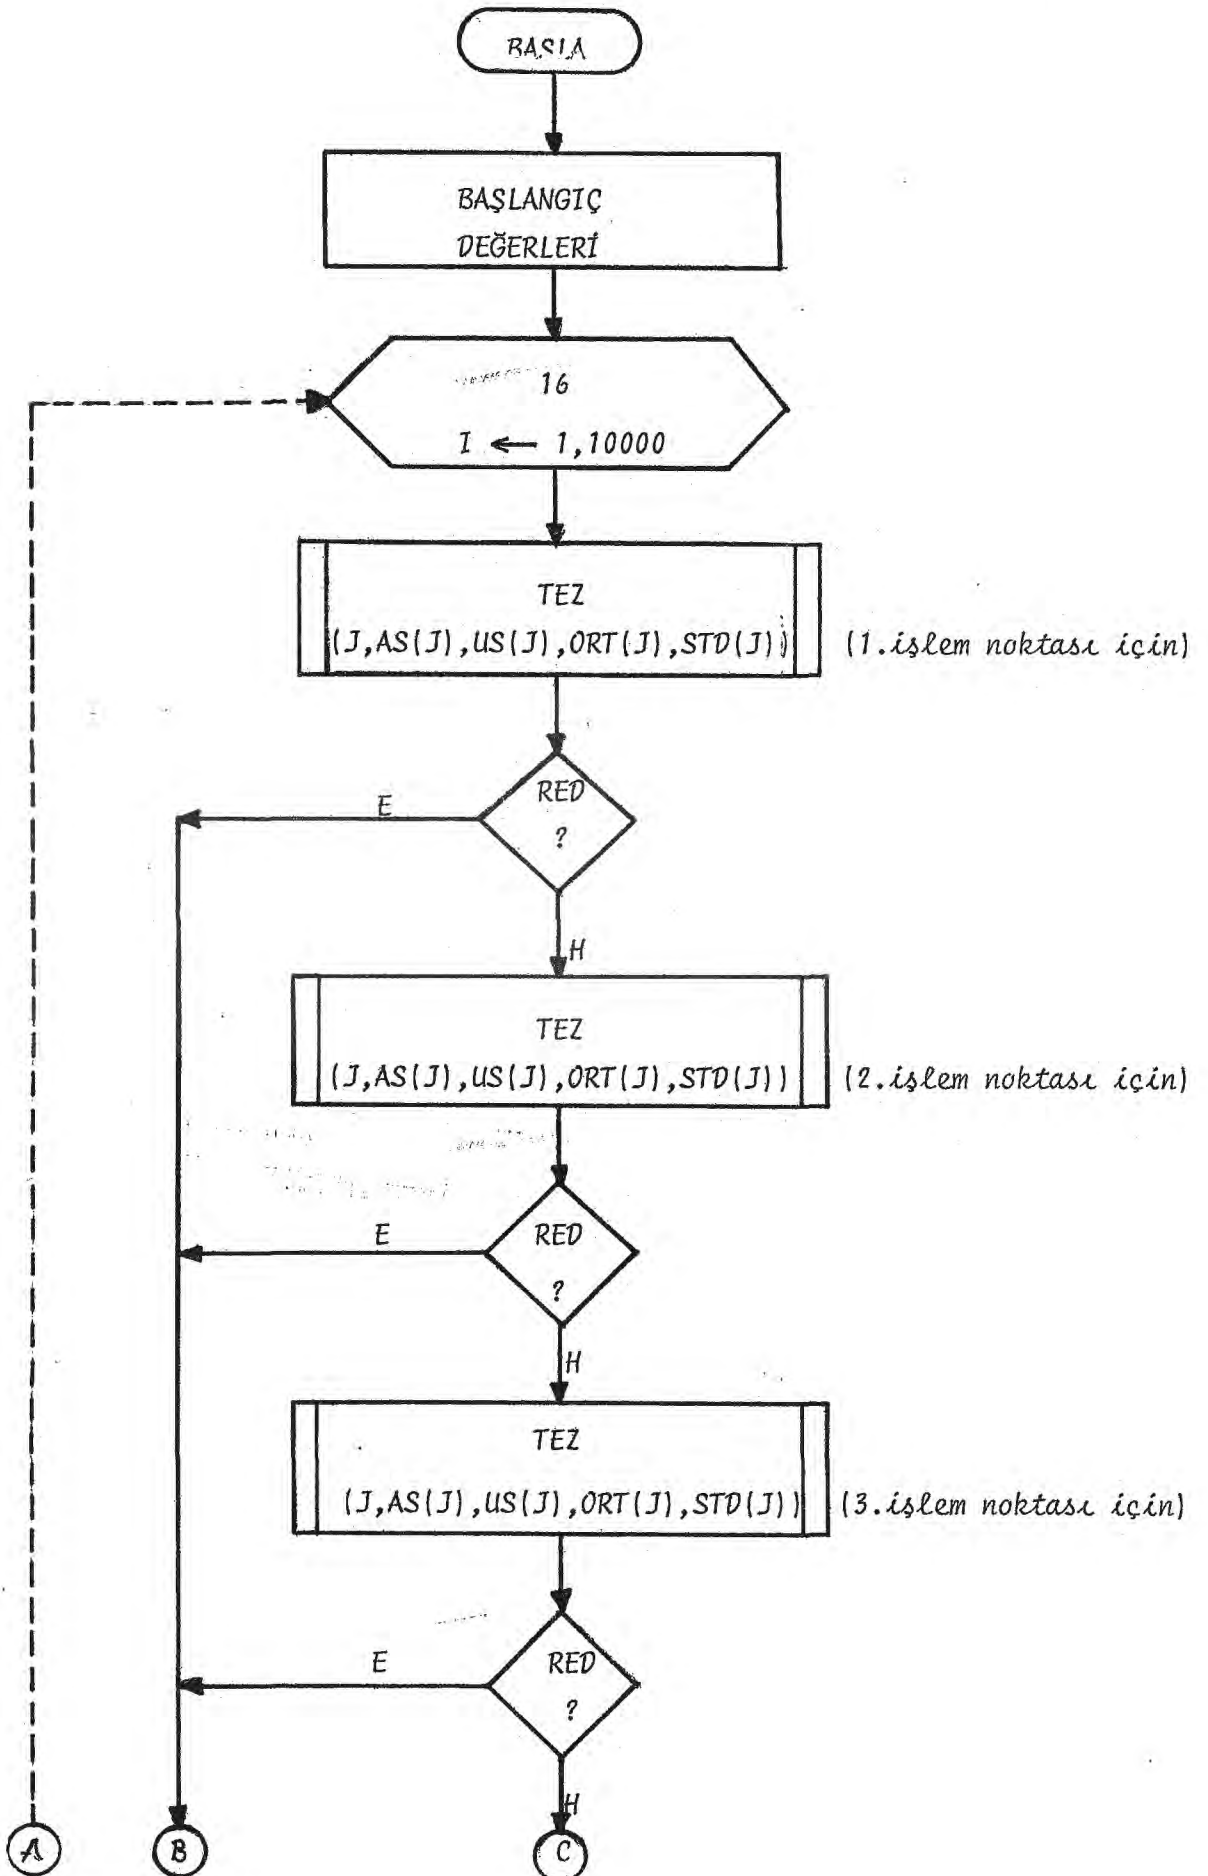 BAŞLA
BAŞLANGIÇ
DEĞERLERİ
16
I ← 1,10000
TEZ
(J,AS(J),US(J),ORT(J),STD(J))
(1.işlem noktası için)
RED
?
E
H
TEZ
(J,AS(J),US(J),ORT(J),STD(J))
(2.işlem noktası için)
RED
?
E
H
TEZ
(J,AS(J),US(J),ORT(J),STD(J))
(3.işlem noktası için)
RED
?
E
H
A
B
C